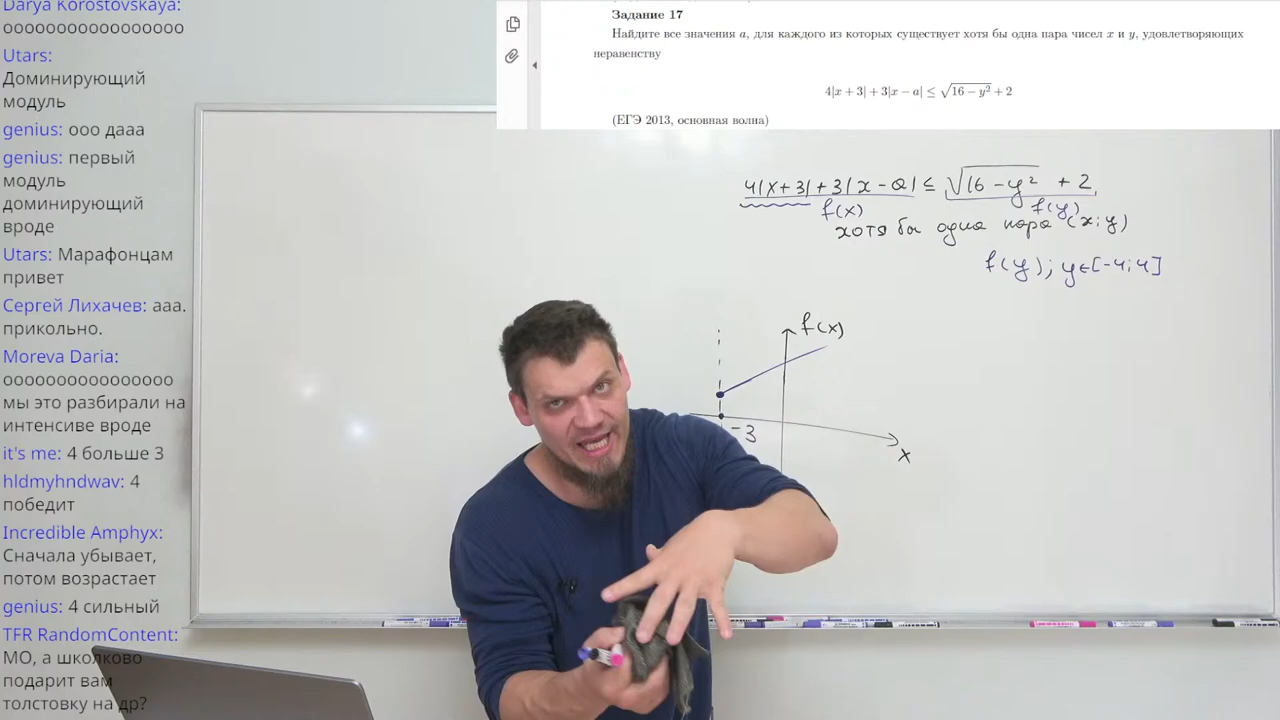 Darya Korostovskaya:
ооооооооооооооооо
Utars:
Доминирующий
модуль
genius: ооо дааа
genius: первый
модуль
доминирующий
вроде
Utars: Марафонцам
привет
Сергей Лихачев: ааа.
прикольно.
Moreva Daria:
оооооооооооооооо
мы это разбирали на
интенсиве вроде
it's me: 4 больше 3
hldmyhndwav: 4
победит
Incredible Amphyx:
Сначала убывает,
потом возрастает
genius: 4 сильный
TFR RandomContent:
МО, а школково
подарит вам
толстовку на др?
Задание 17
Найдите все значения a, для каждого из которых существует хотя бы одна пара чисел x и y, удовлетворяющих
неравенству
4|x + 3| + 3|x − a| ≤ √16 − y² + 2
(ЕГЭ 2013, основная волна)
4|x+3|+3|x-a| ≤ √16-y² + 2
f(x) f(y)
хотя бы одна пара (x;y)
f(y); y∈[-4;4]
f(x)
-3
x